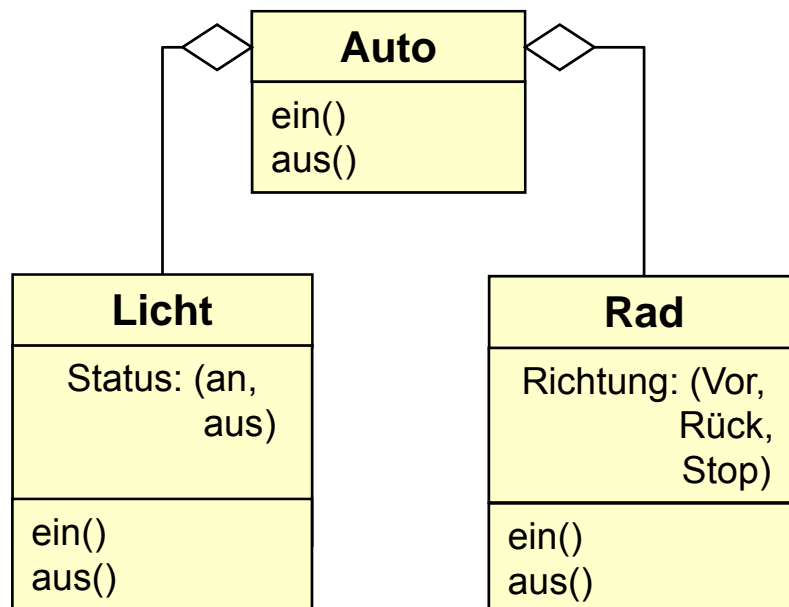 Auto
ein()
aus()
Licht
Status: (an,
aus)
ein()
aus()
Rad
Richtung: (Vor,
Rück,
Stop)
ein()
aus()